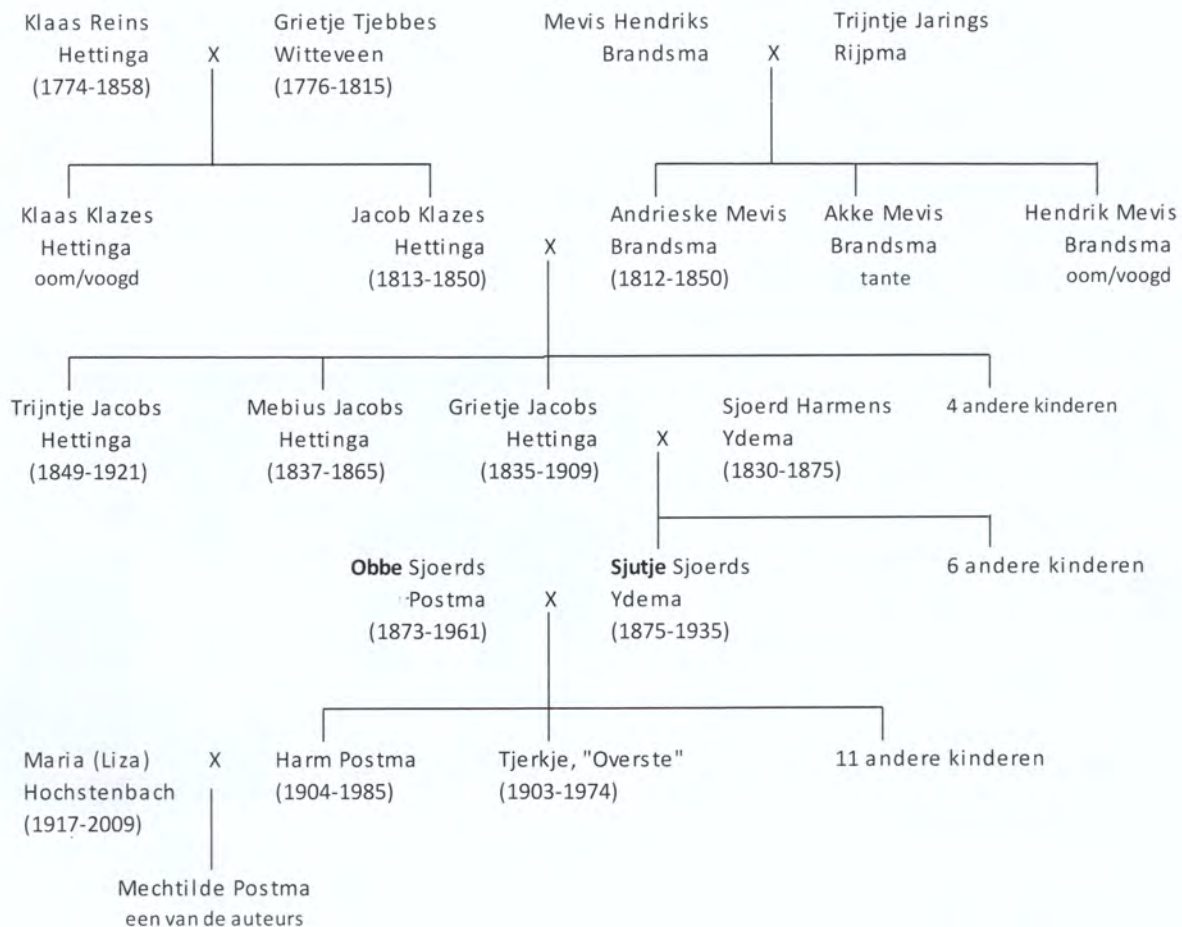 Klaas Reins Grietje Tjebbes Mevis Hendriks Trijntje Jarings
Hettinga X Witteveen Brandsma X Rijpma
(1774-1858) (1776-1815)
Klaas Klazes Jacob Klazes Andrieske Mevis Akke Mevis Hendrik Mevis
Hettinga Hettinga X Brandsma Brandsma Brandsma
oom/voogd (1813-1850) (1812-1850) tante oom/voogd
Trijntje Jacobs Mebius Jacobs Grietje Jacobs Sjoerd Harmens 4 andere kinderen
Hettinga Hettinga Hettinga X Ydema
(1849-1921) (1837-1865) (1835-1909) (1830-1875)
Obbe Sjoerds Sjutje Sjoerds 6 andere kinderen
Postma X Ydema
(1873-1961) (1875-1935)
Maria (Liza) X Harm Postma Tjerkje, "Overste" 11 andere kinderen
Hochstenbach (1904-1985) (1903-1974)
(1917-2009)
Mechtilde Postma
een van de auteurs